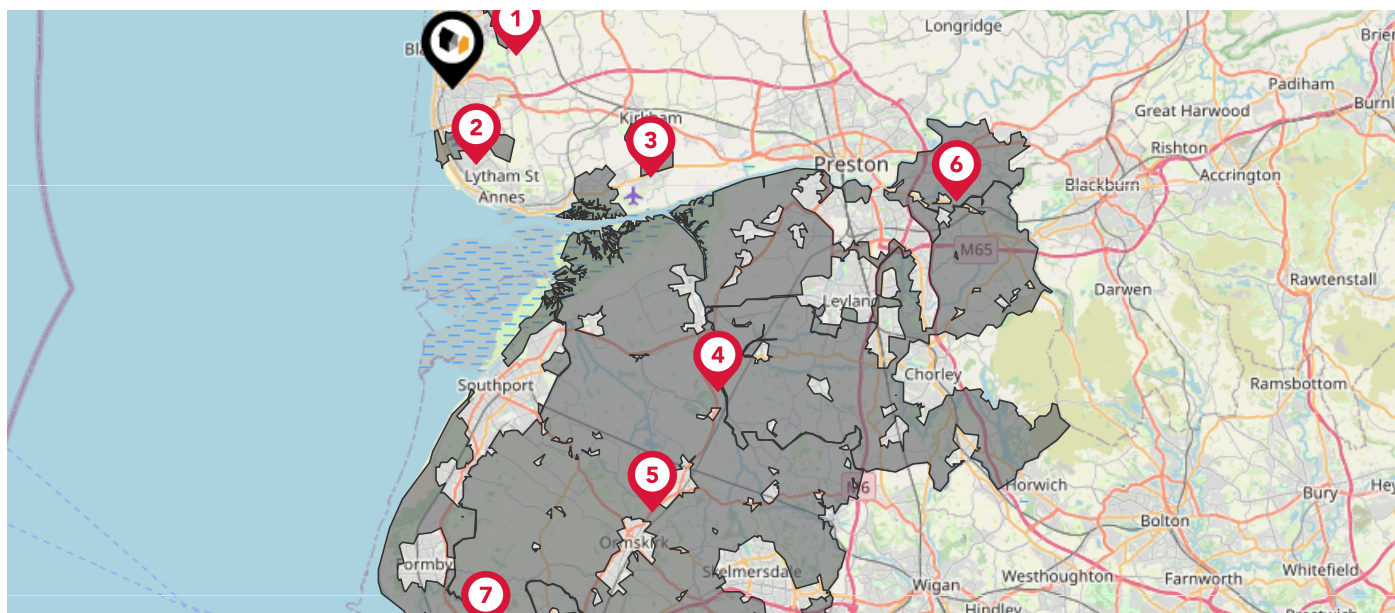 1
Longridge
Brier
Bla
Padiham
Burnl
Great Harwood
2
Kirkham
3
Rishton
Preston
6
Accrington
Lytham St
Annes
Blackburn
M65
Rawtenstall
Darwen
Leyland
4
Southport
Chorley
Ramsbottom
5
M6
Horwich
Bury
Hey
Bolton
Ormskirk
Formby
Skelmersdale
Westhoughton
Farnworth
Whitefield
Wigan
7
Hindley